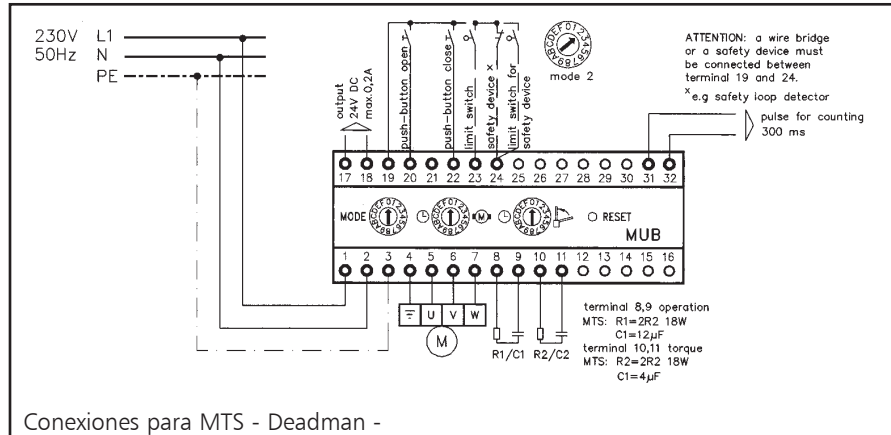 230V L1
50Hz N
PE
output
24V DC
max.0,2A
push-button open
push-button close
limit switch
safety device x
limit switch for
safety device
0123456789ABCDEF
mode 2
ATTENTION: a wire bridge
or a safety device must
be connected between
terminal 19 and 24.
x e.g safety loop detector
pulse for counting
300 ms
17 18 19 20 21 22 23 24 25 26 27 28 29 30 31 32
MODE 0123456789ABCDEF 0123456789ABCDEF M 0123456789ABCDEF RESET
MUB
1 2 3 4 5 6 7 8 9 10 11 12 13 14 15 16
U V W
M
R1/C1 R2/C2
terminal 8,9 operation
MTS: R1=2R2 18W
C1=12µF
terminal 10,11 torque
MTS: R2=2R2 18W
C1=4µF
Conexiones para MTS - Deadman -